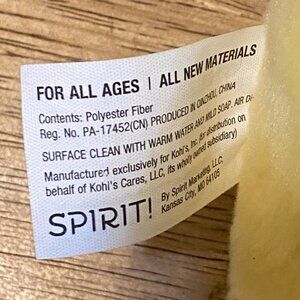 FOR ALL AGES | ALL NEW MATERIALS
Contents: Polyester Fiber
Reg. No. PA-17452(CN) PRODUCED IN QINZHOU, CHINA
SURFACE CLEAN WITH WARM WATER AND MILD SOAP. AIR
Manufactured exclusively for Kohl's, Inc. (or distribution on
behalf of Kohl's Cares, LLC, its wholly owned subsidiary)
SPIRIT!
By Spirit Marketing, LLC.
Kansas City, MO 64105